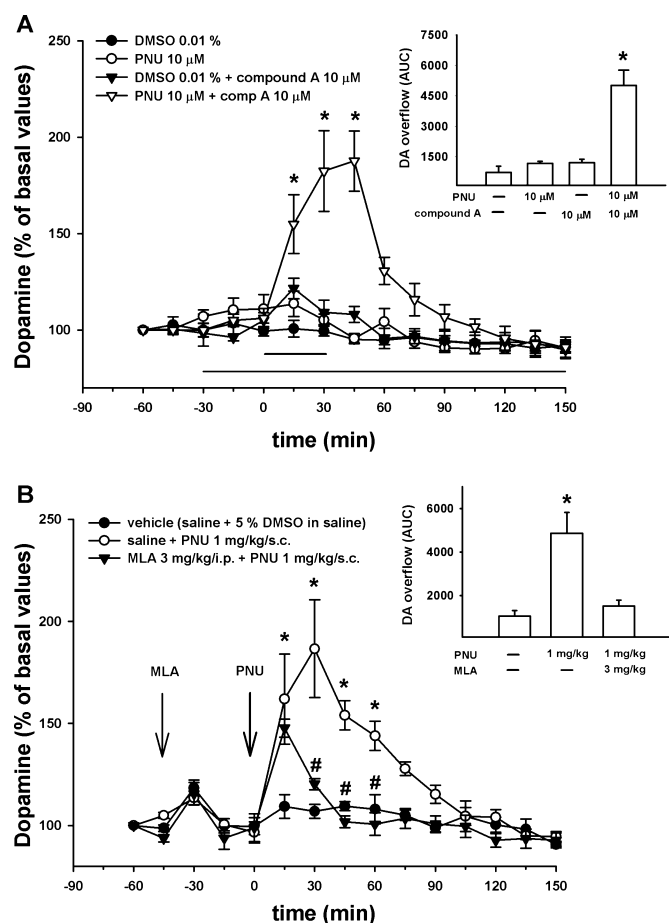 A
250
200
150
100
Dopamine (% of basal values)
DMSO 0.01 %
PNU 10 µM
DMSO 0.01 % + compound A 10 µM
PNU 10 µM + comp A 10 µM
* * *
-90 -60 -30 0 30 60 90 120 150
time (min)
DA overflow (AUC)
7500
6000
4500
3000
1500
*
PNU – 10 µM – 10 µM
compound A – – 10 µM 10 µM
B
250
200
150
100
Dopamine (% of basal values)
vehicle (saline + 5 % DMSO in saline)
saline + PNU 1 mg/kg/s.c.
MLA 3 mg/kg/i.p. + PNU 1 mg/kg/s.c.
MLA PNU
* * * *
# # #
-90 -60 -30 0 30 60 90 120 150
time (min)
DA overflow (AUC)
6000
4000
2000
*
PNU – 1 mg/kg 1 mg/kg
MLA – – 3 mg/kg